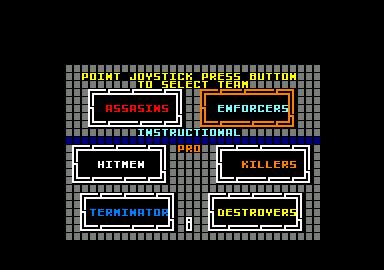 POINT JOYSTICK PRESS BUTTON
TO SELECT TEAM
ASSASINS ENFORCERS
INSTRUCTIONAL
PRO
HITMEN KILLERS
TERMINATOR DESTROYERS